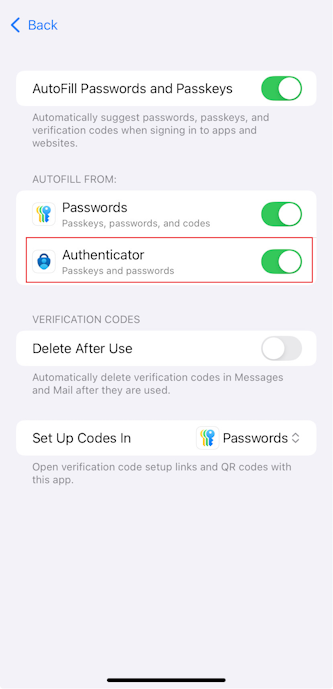 Back
AutoFill Passwords and Passkeys
Automatically suggest passwords, passkeys, and
verification codes when signing in to apps and
websites.
AUTOFILL FROM:
Passwords
Passkeys, passwords, and codes
Authenticator
Passkeys and passwords
VERIFICATION CODES
Delete After Use
Automatically delete verification codes in Messages
and Mail after they are used.
Set Up Codes In Passwords
Open verification code setup links and QR codes with
this app.